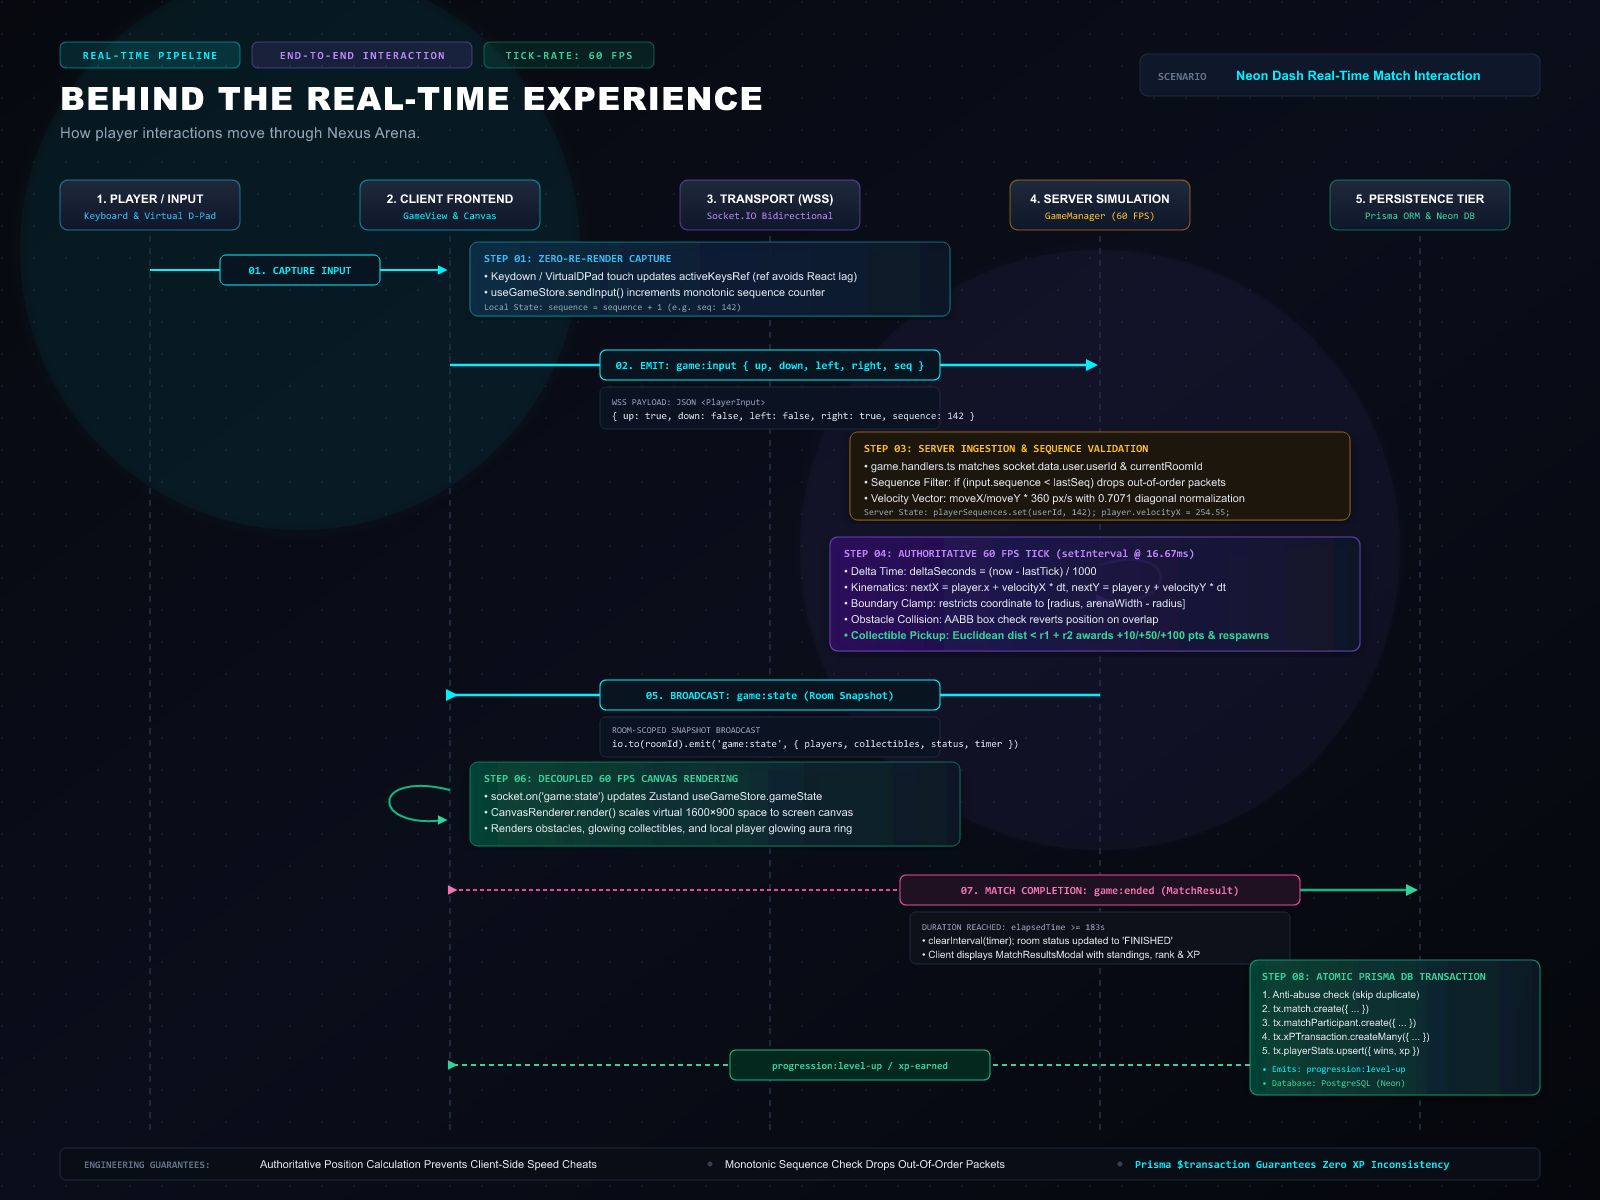 REAL-TIME PIPELINE
END-TO-END INTERACTION
TICK-RATE: 60 FPS
SCENARIO
Neon Dash Real-Time Match Interaction
BEHIND THE REAL-TIME EXPERIENCE
How player interactions move through Nexus Arena.
1. PLAYER / INPUT
Keyboard & Virtual D-Pad
2. CLIENT FRONTEND
GameView & Canvas
3. TRANSPORT (WSS)
Socket.IO Bidirectional
4. SERVER SIMULATION
GameManager (60 FPS)
5. PERSISTENCE TIER
Prisma ORM & Neon DB
01. CAPTURE INPUT
STEP 01: ZERO-RE-RENDER CAPTURE
• Keydown / VirtualDPad touch updates activeKeysRef (ref avoids React lag)
• useGameStore.sendInput() increments monotonic sequence counter
Local State: sequence = sequence + 1 (e.g. seq: 142)
02. EMIT: game:input { up, down, left, right, seq }
WSS PAYLOAD: JSON <PlayerInput>
{ up: true, down: false, left: false, right: true, sequence: 142 }
STEP 03: SERVER INGESTION & SEQUENCE VALIDATION
• game.handlers.ts matches socket.data.user.userId & currentRoomId
• Sequence Filter: if (input.sequence < lastSeq) drops out-of-order packets
• Velocity Vector: moveX/moveY * 360 px/s with 0.7071 diagonal normalization
Server State: playerSequences.set(userId, 142); player.velocityX = 254.55;
STEP 04: AUTHORITATIVE 60 FPS TICK (setInterval @ 16.67ms)
• Delta Time: deltaSeconds = (now - lastTick) / 1000
• Kinematics: nextX = player.x + velocityX * dt, nextY = player.y + velocityY * dt
• Boundary Clamp: restricts coordinate to [radius, arenaWidth - radius]
• Obstacle Collision: AABB box check reverts position on overlap
• Collectible Pickup: Euclidean dist < r1 + r2 awards +10/+50/+100 pts & respawns
05. BROADCAST: game:state (Room Snapshot)
ROOM-SCOPED SNAPSHOT BROADCAST
io.to(roomId).emit('game:state', { players, collectibles, status, timer })
STEP 06: DECOUPLED 60 FPS CANVAS RENDERING
• socket.on('game:state') updates Zustand useGameStore.gameState
• CanvasRenderer.render() scales virtual 1600×900 space to screen canvas
• Renders obstacles, glowing collectibles, and local player glowing aura ring
07. MATCH COMPLETION: game:ended (MatchResult)
DURATION REACHED: elapsedTime >= 183s
• clearInterval(timer); room status updated to 'FINISHED'
• Client displays MatchResultsModal with standings, rank & XP
STEP 08: ATOMIC PRISMA DB TRANSACTION
1. Anti-abuse check (skip duplicate)
2. tx.match.create({ ... })
3. tx.matchParticipant.create({ ... })
4. tx.xPTransaction.createMany({ ... })
5. tx.playerStats.upsert({ wins, xp })
• Emits: progression:level-up
• Database: PostgreSQL (Neon)
progression:level-up / xp-earned
ENGINEERING GUARANTEES:
Authoritative Position Calculation Prevents Client-Side Speed Cheats
Monotonic Sequence Check Drops Out-Of-Order Packets
Prisma $transaction Guarantees Zero XP Inconsistency